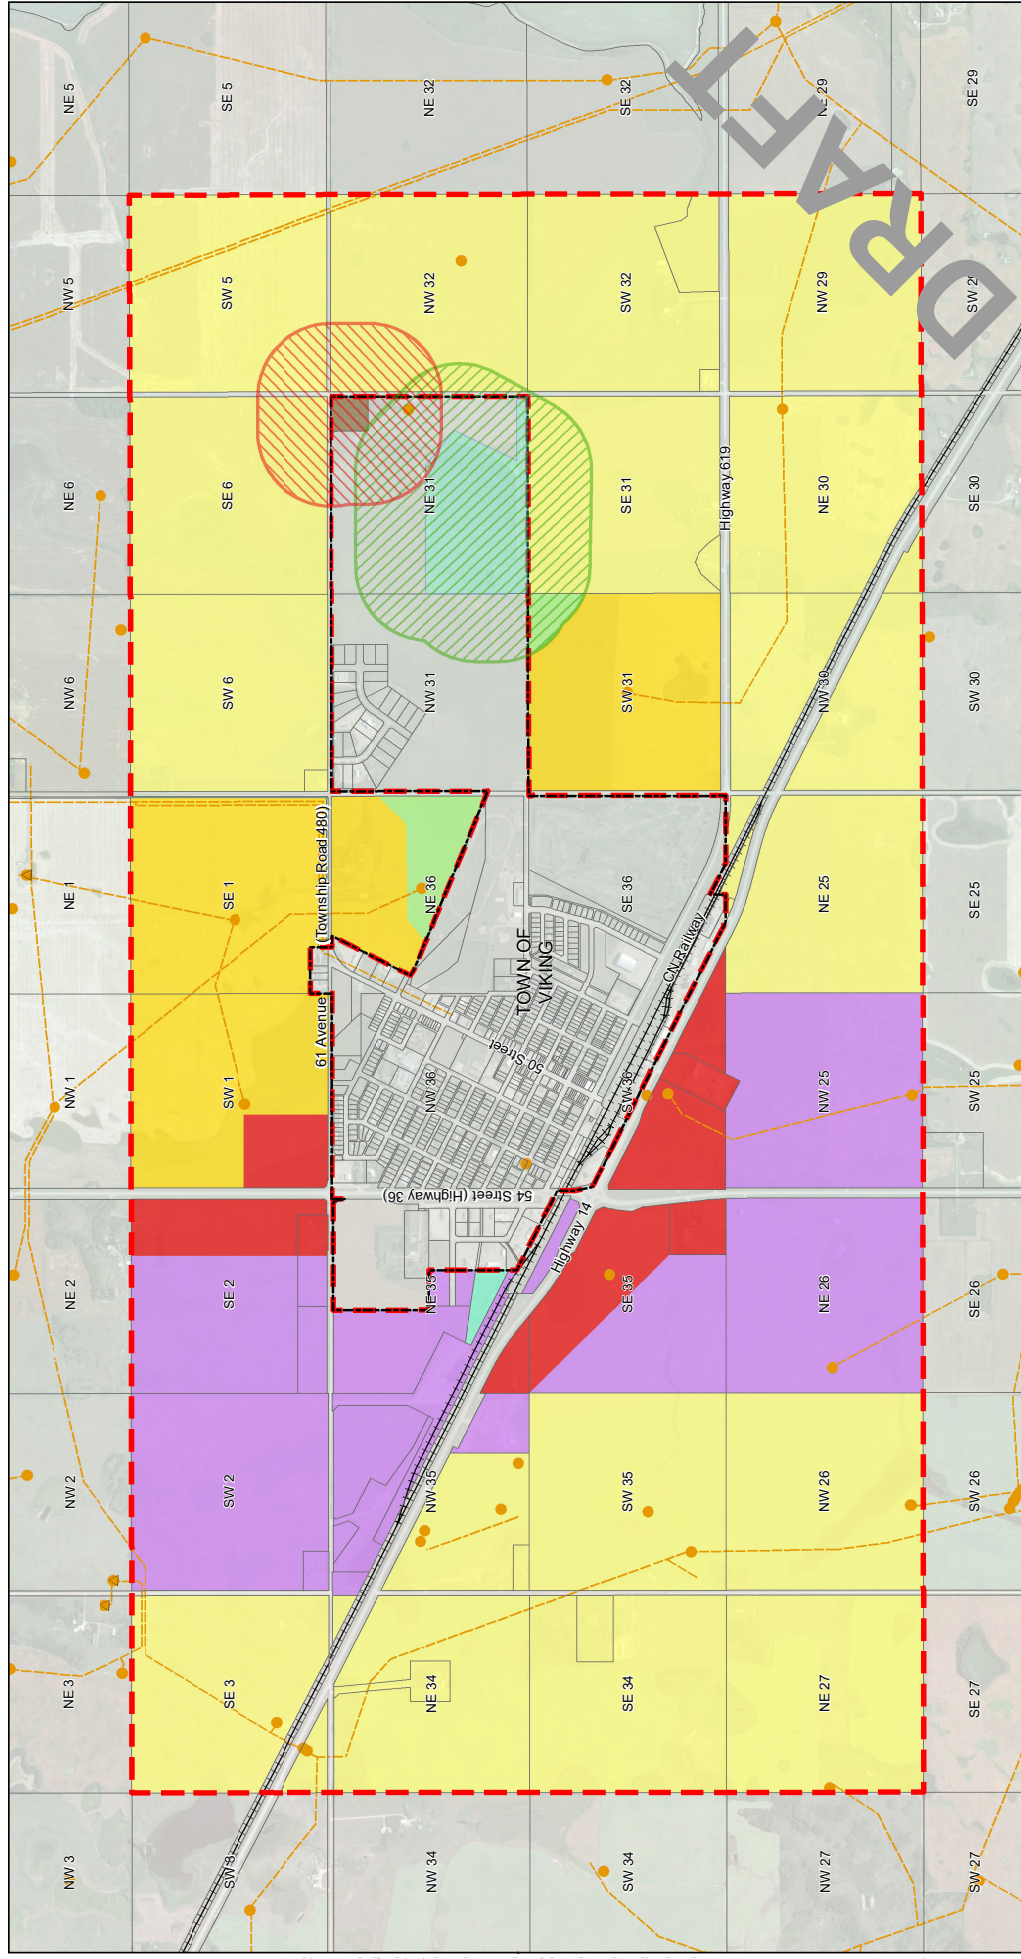 NE 5
SE 5
NE 32
SE 32
NE 29
SE 29
NW 5
SW 5
NW 32
SW 32
NW 29
SW 29
NE 6
SE 6
NE 31
SE 31
NE 30
SE 30
Highway 619
NW 6
SW 6
NW 31
SW 31
NW 30
SW 30
NE 1
SE 1
(Township Road 480)
NE 36
SE 36
NE 25
SE 25
TOWN OF
VIKING
CN Railway
61 Avenue
50 Street
NW 1
SW 1
NW 36
SW 36
NW 25
SW 25
54 Street (Highway 36)
Highway 14
NE 2
SE 2
NE 35
SE 35
NE 26
SE 26
NW 2
SW 2
NW 35
SW 35
NW 26
SW 26
NE 3
SE 3
NE 34
SE 34
NE 27
SE 27
NW 3
SW 3
NW 34
SW 34
NW 27
SW 27
DRAFT